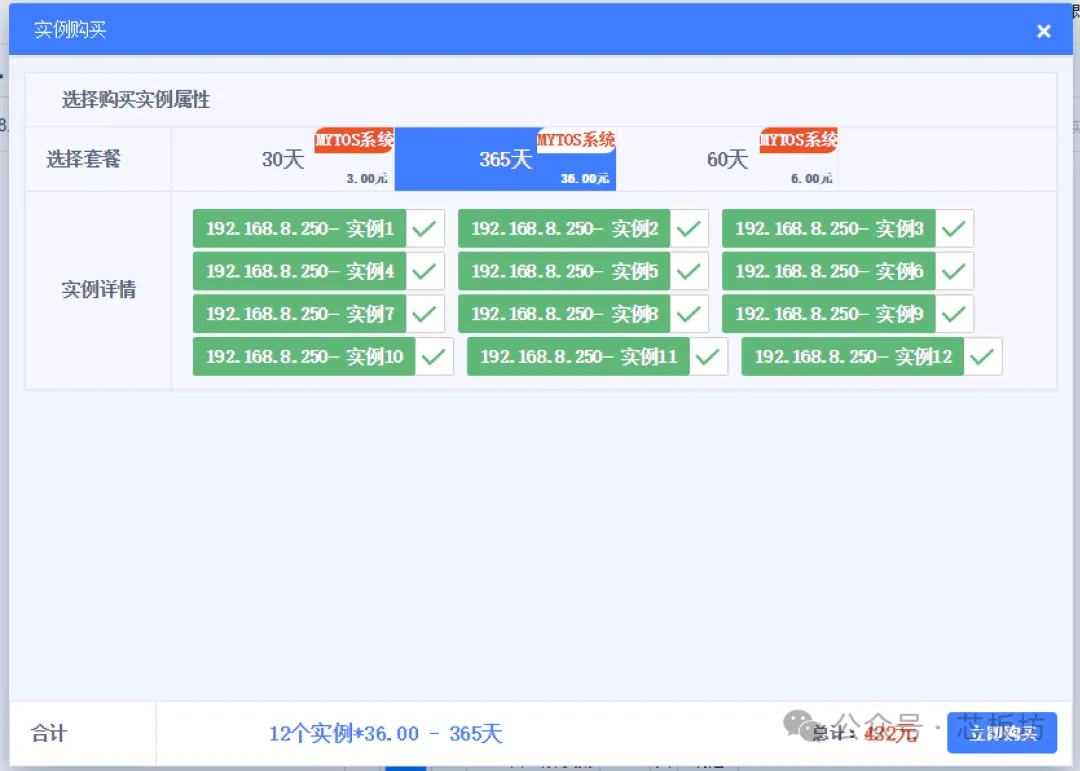 实例购买
选择购买实例属性
选择套餐
30天 MYTOS系统 3.00元
365天 MYTOS系统 36.00元
60天 MYTOS系统 6.00元
实例详情
192.168.8.250- 实例1 192.168.8.250- 实例2 192.168.8.250- 实例3
192.168.8.250- 实例4 192.168.8.250- 实例5 192.168.8.250- 实例6
192.168.8.250- 实例7 192.168.8.250- 实例8 192.168.8.250- 实例9
192.168.8.250- 实例10 192.168.8.250- 实例11 192.168.8.250- 实例12
合计 12个实例*36.00 - 365天 总计: 432元 立即购买
公众号 · 芯板坊